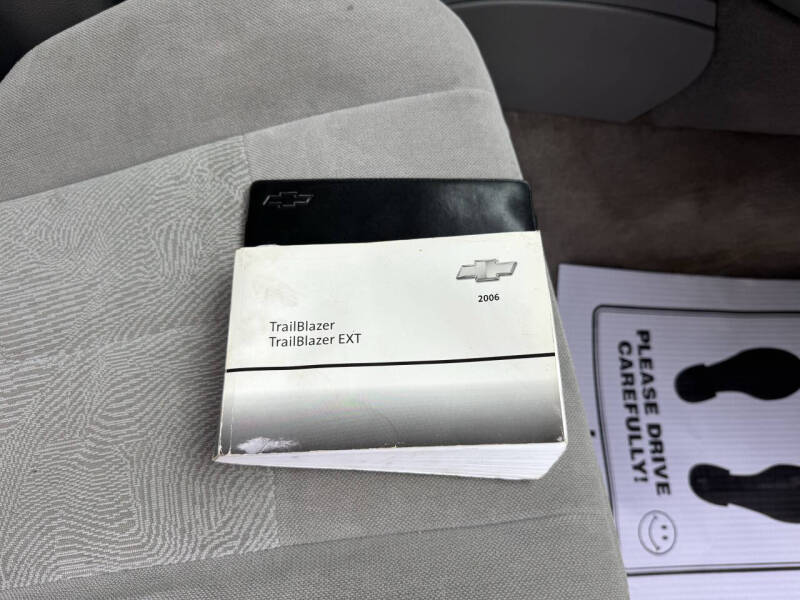 2006
TrailBlazer
TrailBlazer EXT
PLEASE DRIVE
CAREFULLY!